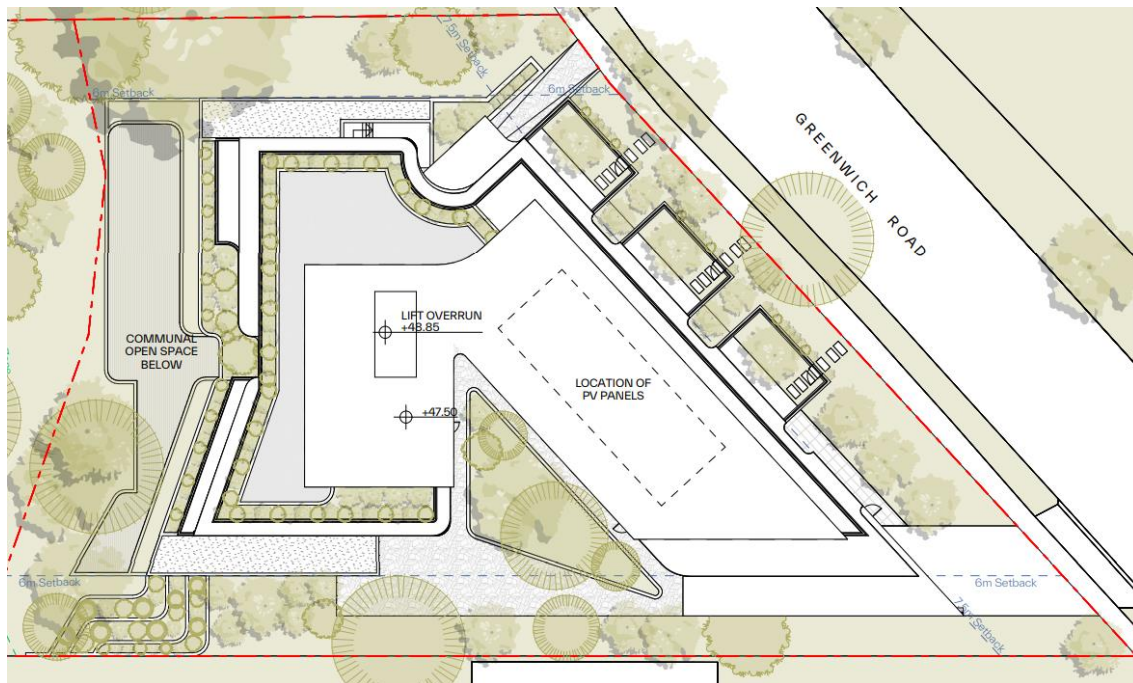 7.5m Setback
6m Setback
6m Setback
GREENWICH ROAD
LIFT OVERRUN
+48.85
COMMUNAL
OPEN SPACE
BELOW
LOCATION OF
PV PANELS
+47.50
6m Setback
6m Setback
7.5m Setback